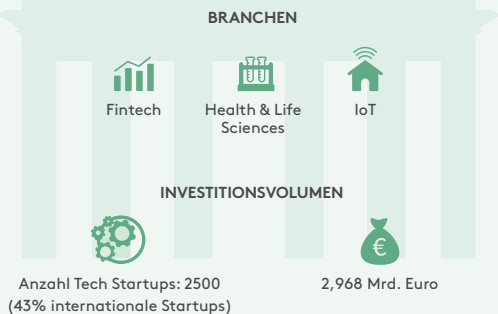 BRANCHEN
Fintech
Health & Life
Sciences
IoT
INVESTITIONSVOLUMEN
€
Anzahl Tech Startups: 2500
(43% internationale Startups)
2,968 Mrd. Euro